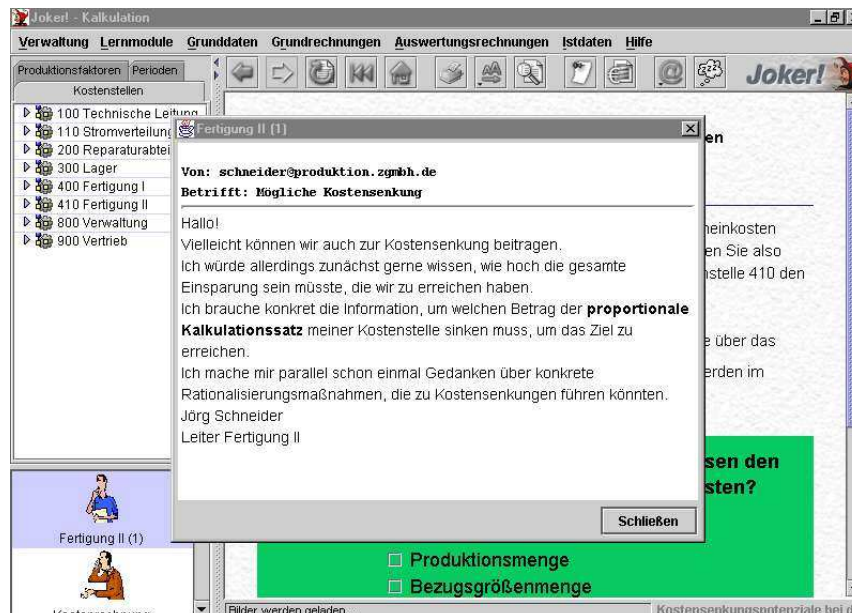 Joker! - Kalkulation
Verwaltung Lernmodule Grunddaten Grundrechnungen Auswertungsrechnungen Istdaten Hilfe
Produktionsfaktoren Perioden
Kostenstellen
Joker!
100 Technische Leitung
110 Stromverteilung
200 Reparaturabtei
300 Lager
400 Fertigung I
410 Fertigung II
800 Verwaltung
900 Vertrieb
Fertigung II (1)
Von: schneider@produktion.zgmbh.de
Betrifft: Mögliche Kostensenkung
Hallo!
Vielleicht können wir auch zur Kostensenkung beitragen.
Ich würde allerdings zunächst gerne wissen, wie hoch die gesamte
Einsparung sein müsste, die wir zu erreichen haben.
Ich brauche konkret die Information, um welchen Betrag der proportionale
Kalkulationssatz meiner Kostenstelle sinken muss, um das Ziel zu
erreichen.
Ich mache mir parallel schon einmal Gedanken über konkrete
Rationalisierungsmaßnahmen, die zu Kostensenkungen führen könnten.
Jörg Schneider
Leiter Fertigung II
Schließen
en
neinkosten
en Sie also
nstelle 410 den
e über das
erden im
sen den
sten?
Produktionsmenge
Bezugsgrößenmenge
Fertigung II (1)
Bilder werden geladen
Kostensenkungspotenziale bei